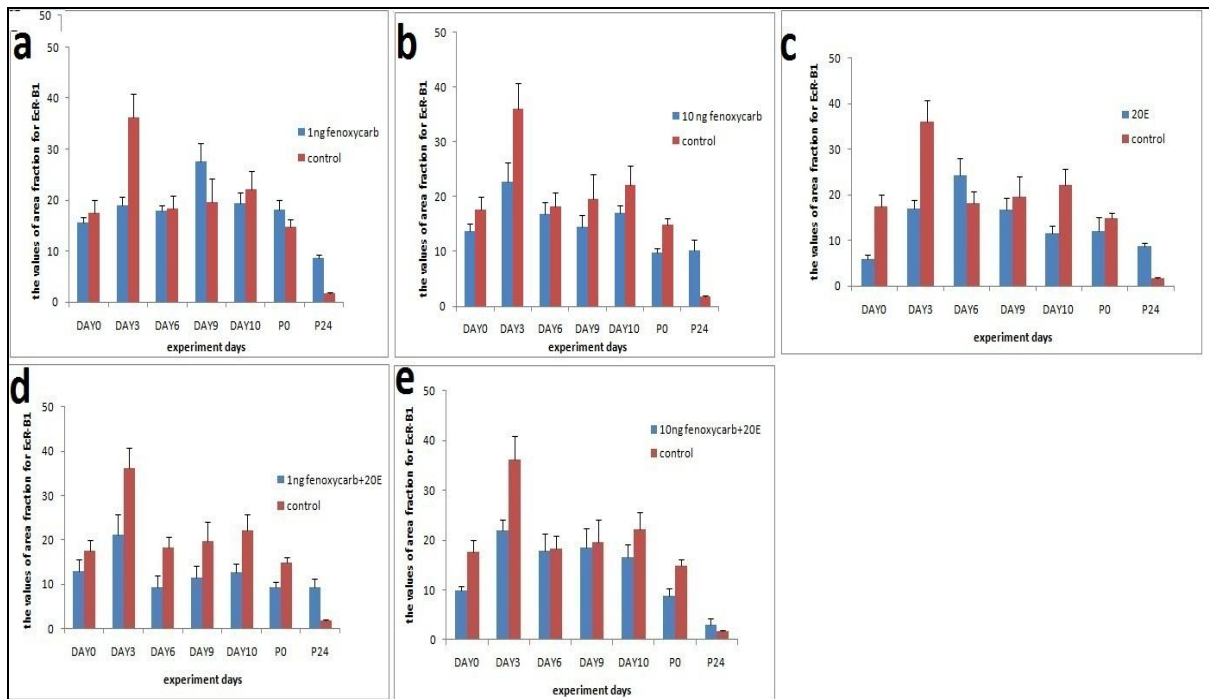 50
a
the values of area fraction for EcR-B1
50
40
30
20
10
0
DAY0 DAY3 DAY6 DAY9 DAY10 P0 P24
experiment days
1ng fenoxycarb
control
b
the values of area fraction for EcR-B1
50
40
30
20
10
0
DAY0 DAY3 DAY6 DAY9 DAY10 P0 P24
experiment days
10 ng fenoxycarb
control
c
the values of area fraction for EcR-B1
50
40
30
20
10
0
DAY0 DAY3 DAY6 DAY9 DAY10 P0 P24
experiment days
20E
control
d
the values of area fraction for EcR-B1
50
40
30
20
10
0
DAY0 DAY3 DAY6 DAY9 DAY10 P0 P24
experiment days
1ng fenoxycarb+20E
control
e
the values of area fraction for EcR-B1
50
40
30
20
10
0
DAY0 DAY3 DAY6 DAY9 DAY10 P0 P24
experiment days
10ng fenoxycarb+20E
control